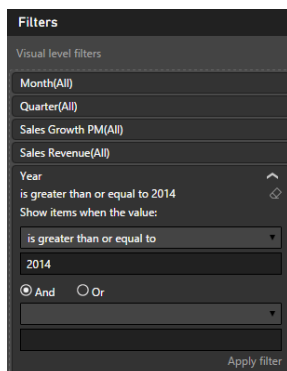 Filters
Visual level filters
Month(All)
Quarter(All)
Sales Growth PM(All)
Sales Revenue(All)
Year
is greater than or equal to 2014
Show items when the value:
is greater than or equal to
2014
And Or
Apply filter